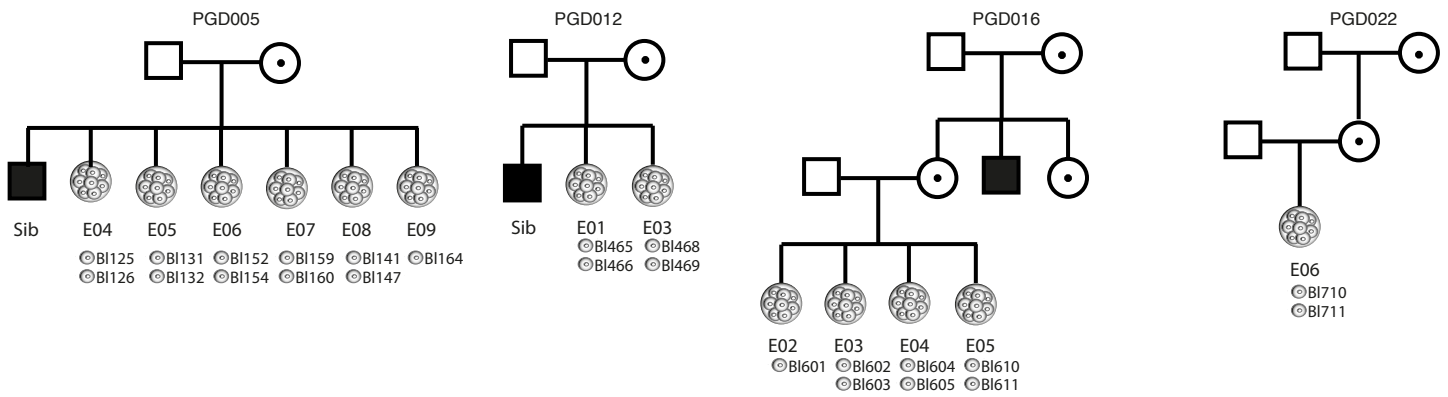 PGD005
Sib
E04
Bl125
Bl126
E05
Bl131
Bl132
E06
Bl152
Bl154
E07
Bl159
Bl160
E08
Bl141
Bl147
E09
Bl164
PGD012
Sib
E01
Bl465
Bl466
E03
Bl468
Bl469
PGD016
E02
Bl601
E03
Bl602
Bl603
E04
Bl604
Bl605
E05
Bl610
Bl611
PGD022
E06
Bl710
Bl711